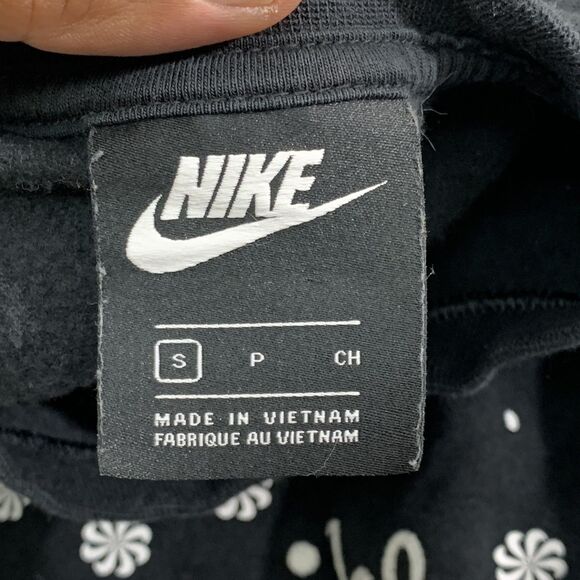 NIKE
S P CH
MADE IN VIETNAM
FABRIQUE AU VIETNAM